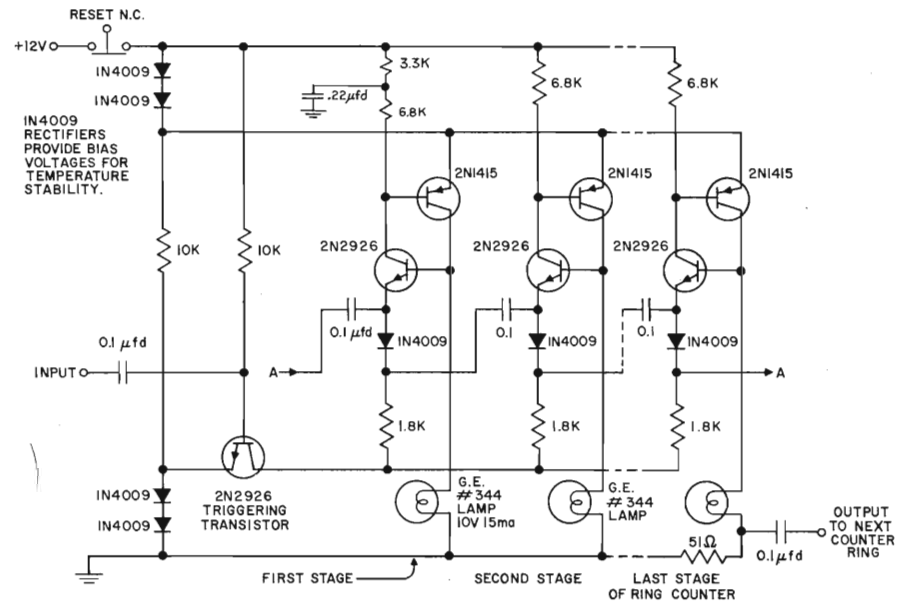 RESET N.C.
+12V
1N4009
1N4009
1N4009
RECTIFIERS
PROVIDE BIAS
VOLTAGES FOR
TEMPERATURE
STABILITY.
3.3K
.22µfd
6.8K
6.8K
6.8K
2N1415
2N1415
2N1415
10K
10K
2N2926
2N2926
2N2926
0.1 µfd
0.1
0.1
0.1 µfd
1N4009
1N4009
1N4009
INPUT
A
A
1.8K
1.8K
1.8K
1N4009
1N4009
2N2926
TRIGGERING
TRANSISTOR
G.E.
#344
LAMP
10V 15ma
G.E.
#344
LAMP
51Ω
0.1µfd
OUTPUT
TO NEXT
COUNTER
RING
FIRST STAGE
SECOND STAGE
LAST STAGE
OF RING COUNTER